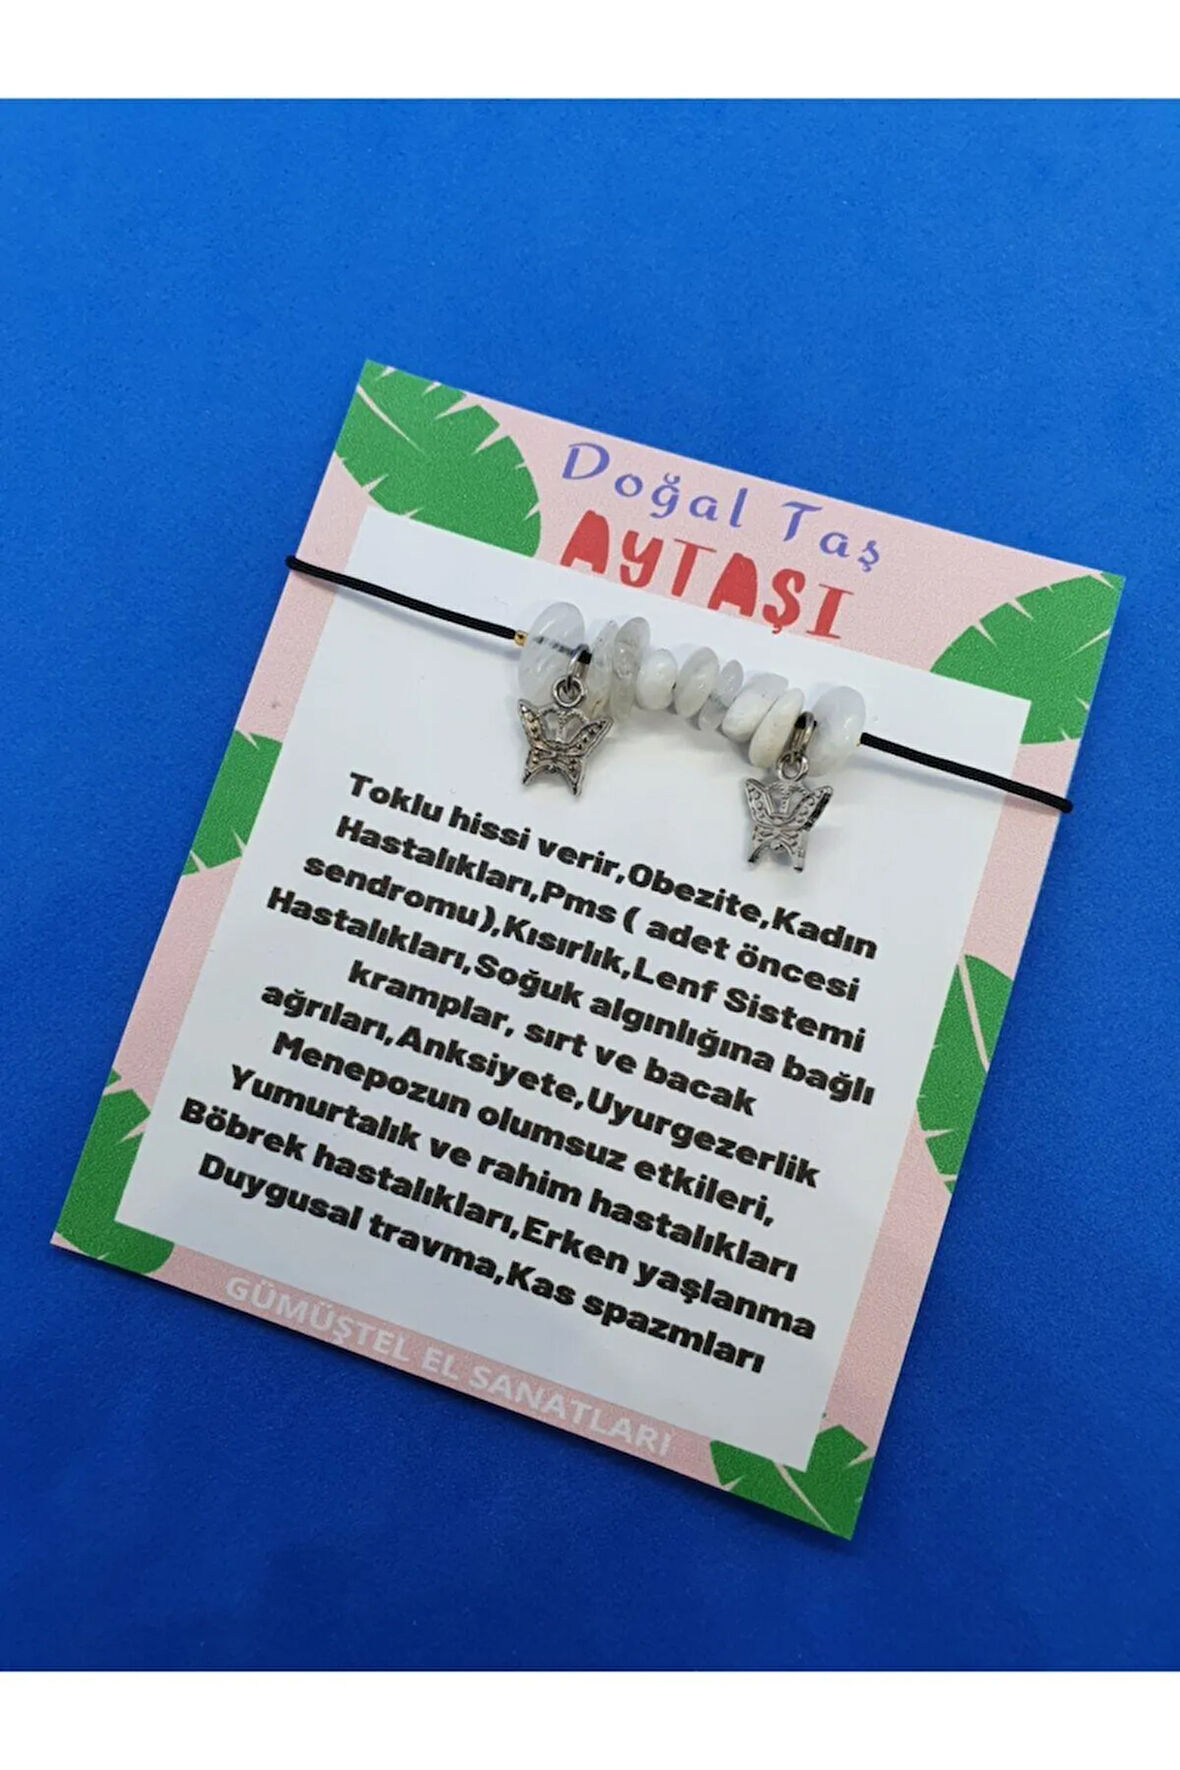 Doğal Taş
AYTAŞI
Toklu hissi verir,Obezite,Kadın
Hastalıkları,Pms ( adet öncesi
sendromu),Kısırlık,Lenf Sistemi
Hastalıkları,Soğuk algınlığına bağlı
kramplar, sırt ve bacak
ağrıları,Anksiyete,Uyurgezerlik
Menepozun olumsuz etkileri,
Yumurtalık ve rahim hastalıkları
Böbrek hastalıkları,Erken yaşlanma
Duygusal travma,Kas spazmları
GÜMÜŞTEL EL SANATLARI